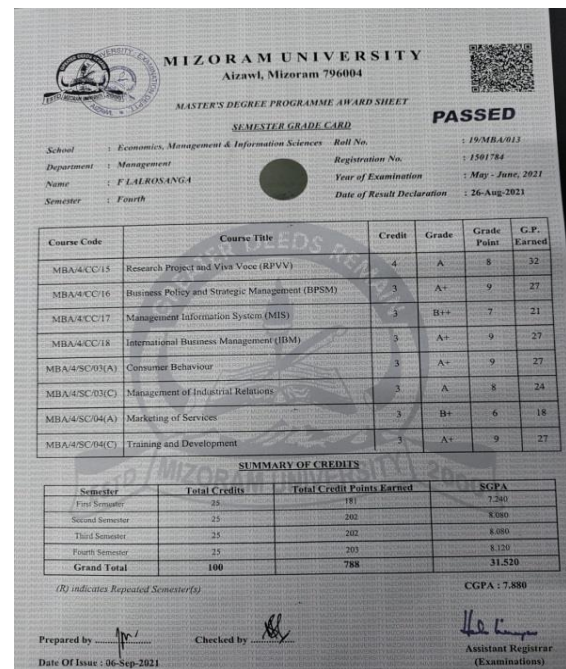 MIZORAM UNIVERSITY
Aizawl, Mizoram 796004
MASTER'S DEGREE PROGRAMME AWARD SHEET
PASSED
SEMESTER GRADE CARD
School : Economics, Management & Information Sciences Roll No. : 19/MBA/013
Department : Management Registration No. : 1501784
Name : F LALROSANGA Year of Examination : May - June, 2021
Semester : Fourth Date of Result Declaration : 26-Aug-2021
Course Code Course Title Credit Grade Grade Point G.P. Earned
MBA/4/CC/15 Research Project and Viva Voce (RPVV) 4 A 8 32
MBA/4/CC/16 Business Policy and Strategic Management (BPSM) 3 A+ 9 27
MBA/4/CC/17 Management Information System (MIS) 3 B++ 7 21
MBA/4/CC/18 International Business Management (IBM) 3 A+ 9 27
MBA/4/SC/03(A) Consumer Behaviour 3 A+ 9 27
MBA/4/SC/03(C) Management of Industrial Relations 3 A 8 24
MBA/4/SC/04(A) Marketing of Services 3 B+ 6 18
MBA/4/SC/04(C) Training and Development 3 A+ 9 27
SUMMARY OF CREDITS
Semester Total Credits Total Credit Points Earned SGPA
First Semester 25 181 7.240
Second Semester 25 202 8.080
Third Semester 25 202 8.080
Fourth Semester 25 203 8.120
Grand Total 100 788 31.520
(R) indicates Repeated Semester(s) CGPA : 7.880
Prepared by Checked by
Assistant Registrar
Date Of Issue : 06-Sep-2021 (Examinations)